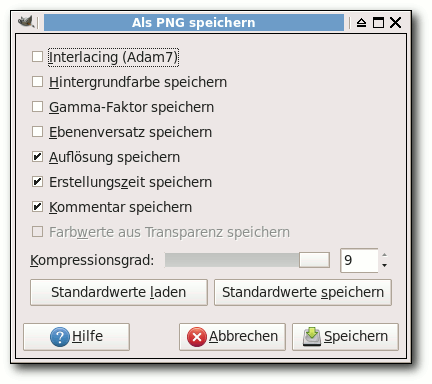 Als PNG speichern
Interlacing (Adam7)
Hintergrundfarbe speichern
Gamma-Faktor speichern
Ebenenversatz speichern
Auflösung speichern
Erstellungszeit speichern
Kommentar speichern
Farbwerte aus Transparenz speichern
Kompressionsgrad: 9
Standardwerte laden Standardwerte speichern
Hilfe Abbrechen Speichern